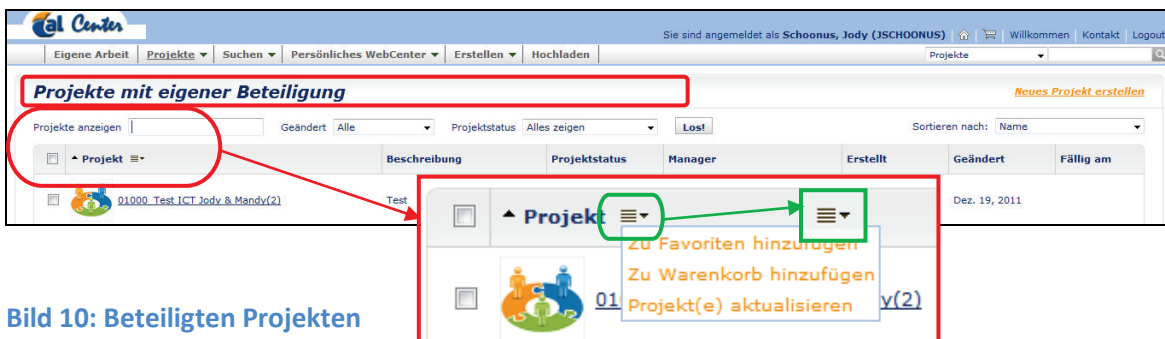 al Center
Sie sind angemeldet als Schoonus, Jody (JSCHOONUS) | Willkommen | Kontakt | Logout
Eigene Arbeit | Projekte ▼ | Suchen ▼ | Persönliches WebCenter ▼ | Erstellen ▼ | Hochladen
Projekte
Projekte mit eigener Beteiligung
Neues Projekt erstellen
Projekte anzeigen Geändert Alle Projektstatus Alles zeigen Los! Sortieren nach: Name
Projekt Beschreibung Projektstatus Manager Erstellt Geändert Fällig am
01000_Test ICT Jody & Mandy(2) Test Dez. 19, 2011
Projekt
Zu Favoriten hinzufügen
Zu Warenkorb hinzufügen
Projekt(e) aktualisieren
01 y(2)
Bild 10: Beteiligten Projekten